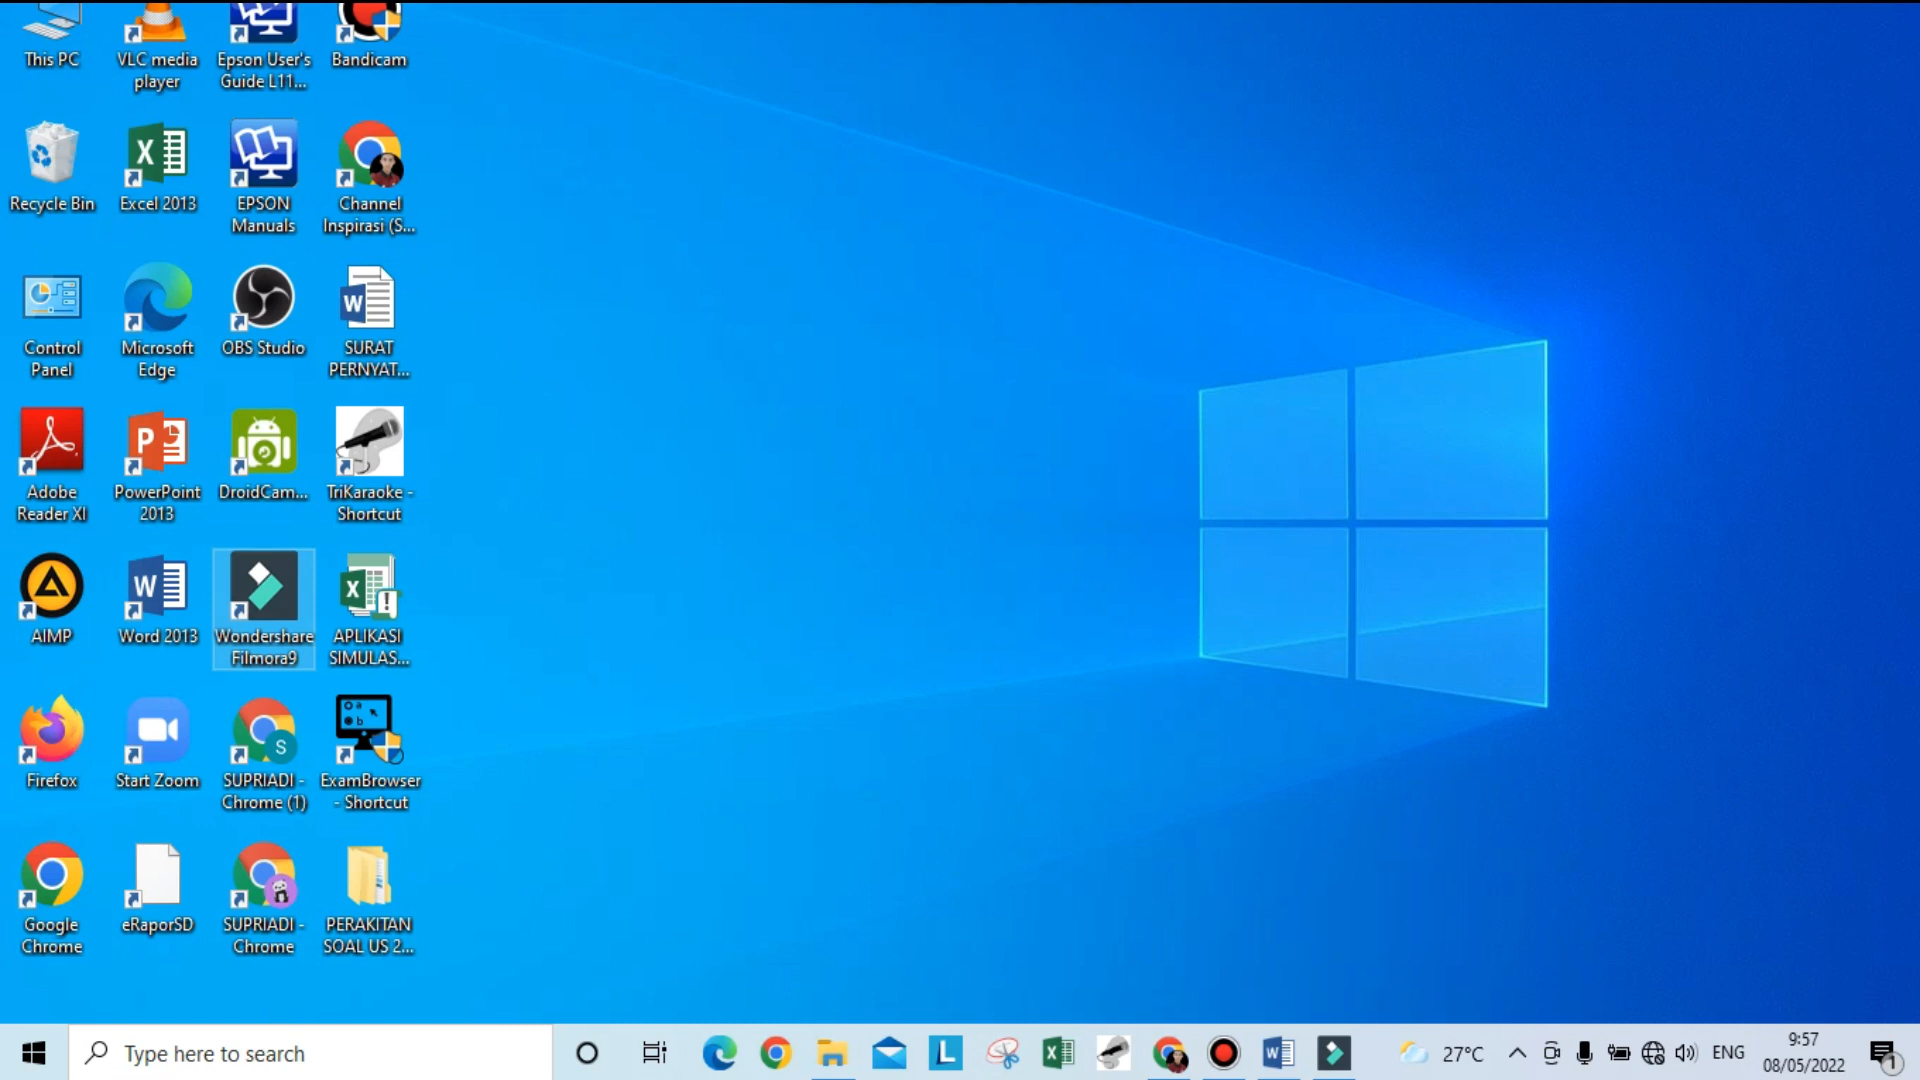 This PC
VLC media
player
Epson User's
Guide L11...
Bandicam
Recycle Bin
Excel 2013
EPSON
Manuals
Channel
Inspirasi (S...
Control
Panel
Microsoft
Edge
OBS Studio
SURAT
PERNYAT...
Adobe
Reader XI
PowerPoint
2013
DroidCam...
TriKaraoke -
Shortcut
AIMP
Word 2013
Wondershare
Filmora9
APLIKASI
SIMULAS...
Firefox
Start Zoom
SUPRIADI -
Chrome (1)
ExamBrowser
- Shortcut
Google
Chrome
eRaporSD
SUPRIADI -
Chrome
PERAKITAN
SOAL US 2...
Type here to search
27°C
ENG
9:57
08/05/2022
1